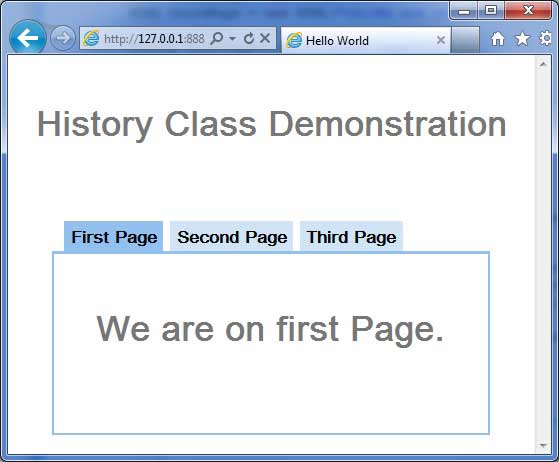 http://127.0.0.1:888
Hello World
History Class Demonstration
First Page Second Page Third Page
We are on first Page.